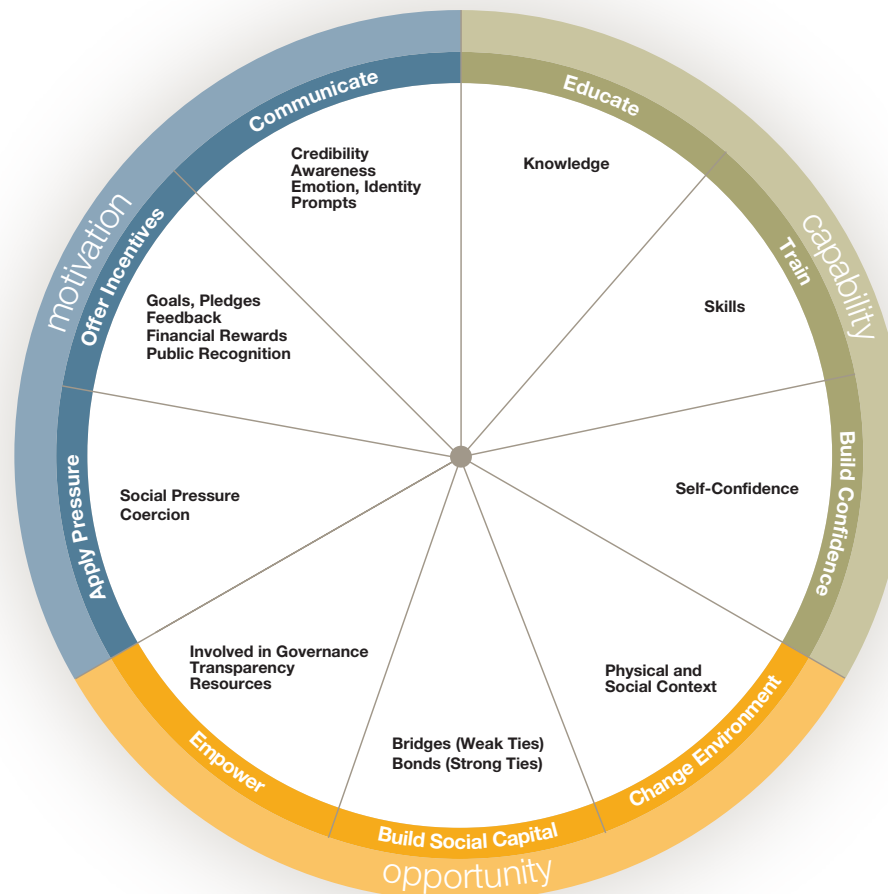 motivation
Communicate
Credibility
Awareness
Emotion, Identity
Prompts
Offer Incentives
Goals, Pledges
Feedback
Financial Rewards
Public Recognition
Apply Pressure
Social Pressure
Coercion
capability
Educate
Knowledge
Train
Skills
Build Confidence
Self-Confidence
opportunity
Change Environment
Physical and
Social Context
Build Social Capital
Bridges (Weak Ties)
Bonds (Strong Ties)
Empower
Involved in Governance
Transparency
Resources